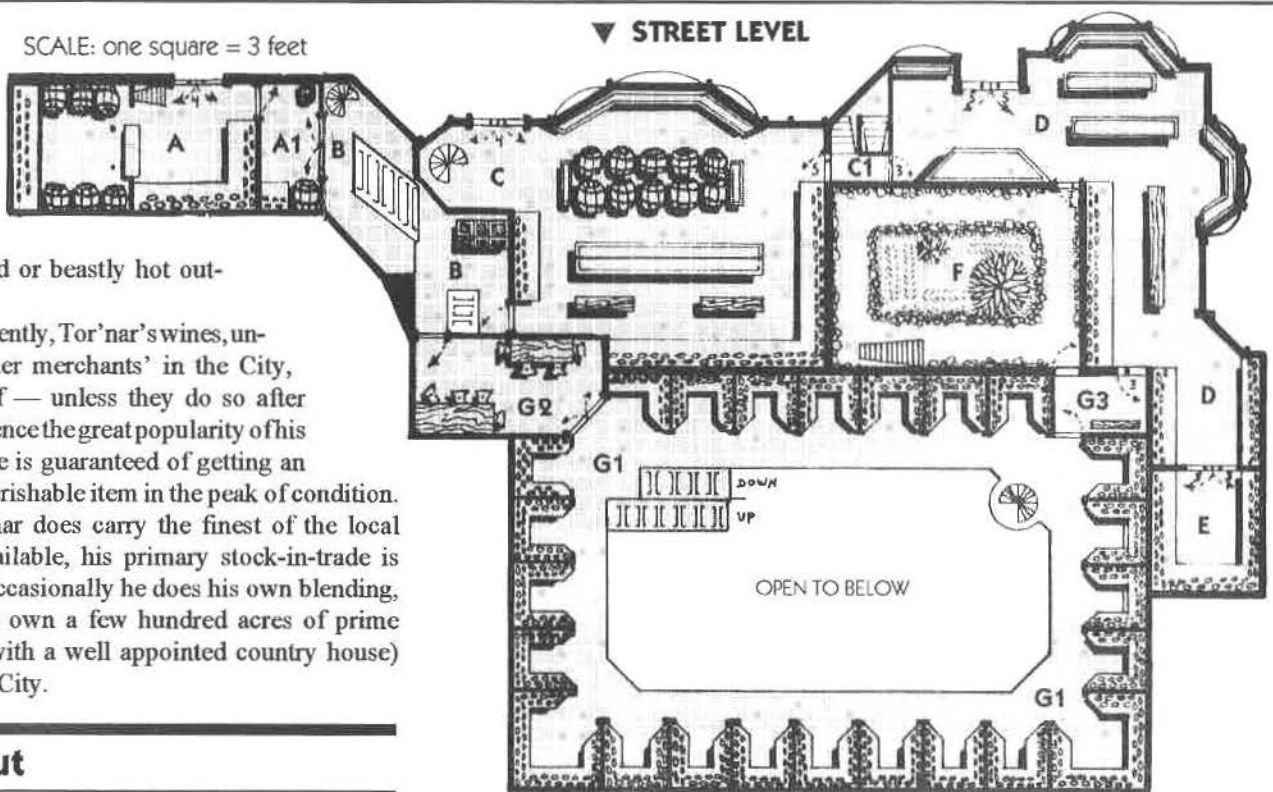 SCALE: one square = 3 feet
▼ STREET LEVEL
A
A1
B
C
C1
D
B
F
G2
G3
D
G1
DOWN
UP
E
OPEN TO BELOW
G1
d or beastly hot out-
ently, Tor'nar's wines, un-
er merchants' in the City,
f — unless they do so after
ence the great popularity of his
e is guaranteed of getting an
erishable item in the peak of condition.
nar does carry the finest of the local
ailable, his primary stock-in-trade is
ccasionally he does his own blending,
own a few hundred acres of prime
with a well appointed country house)
City.
ut